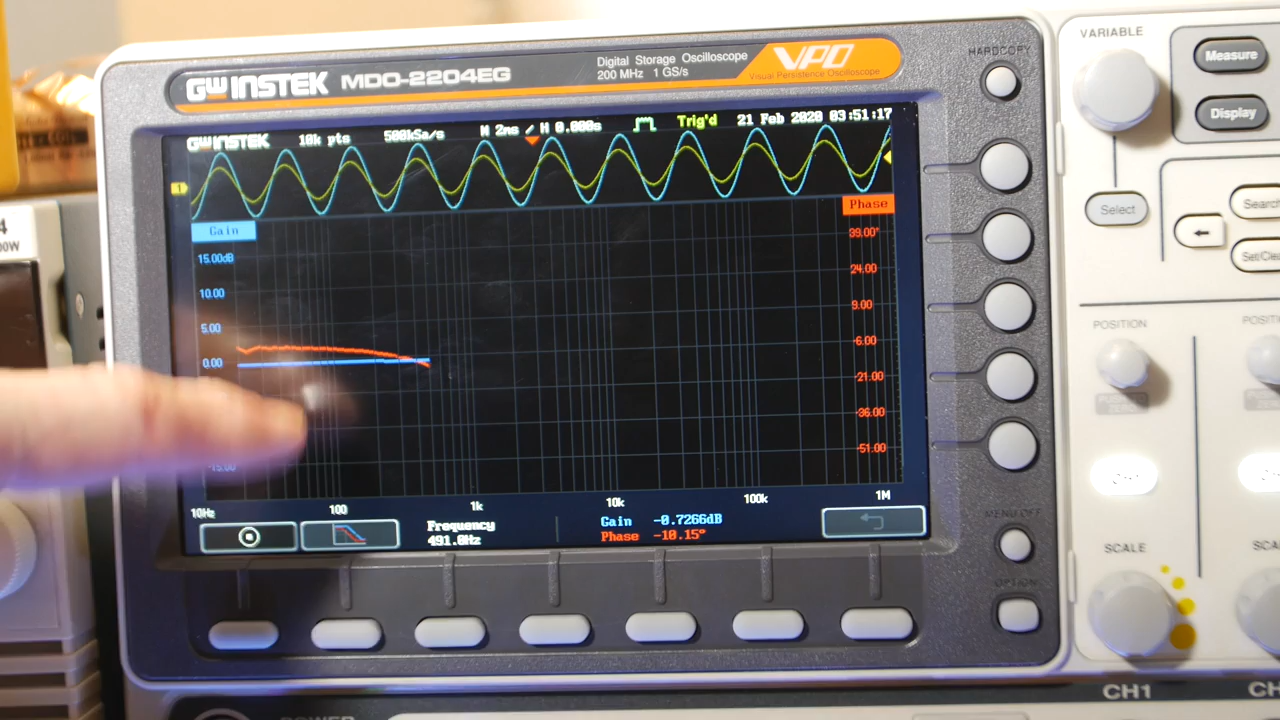 GW INSTEK MDO-2204EG
Digital Storage Oscilloscope
200 MHz 1 GS/s
VPO
Visual Persistence Oscilloscope
HARDCOPY
VARIABLE
Measure
Display
Select
Search
←
POSITION
SCALE
CH1
MENU OFF
OPTION
POWER
GW INSTEK 10k pts 500kSa/s M 2ms / H 0.000s Trig'd 21 Feb 2020 03:51:17
1
Gain
Phase
15.00dB
10.00
5.00
0.00
-15.00
39.00°
24.00
9.00
-6.00
-21.00
-36.00
-51.00
10Hz 100 1k 10k 100k 1M
Frequency
491.0Hz
Gain -0.7266dB
Phase -10.15°